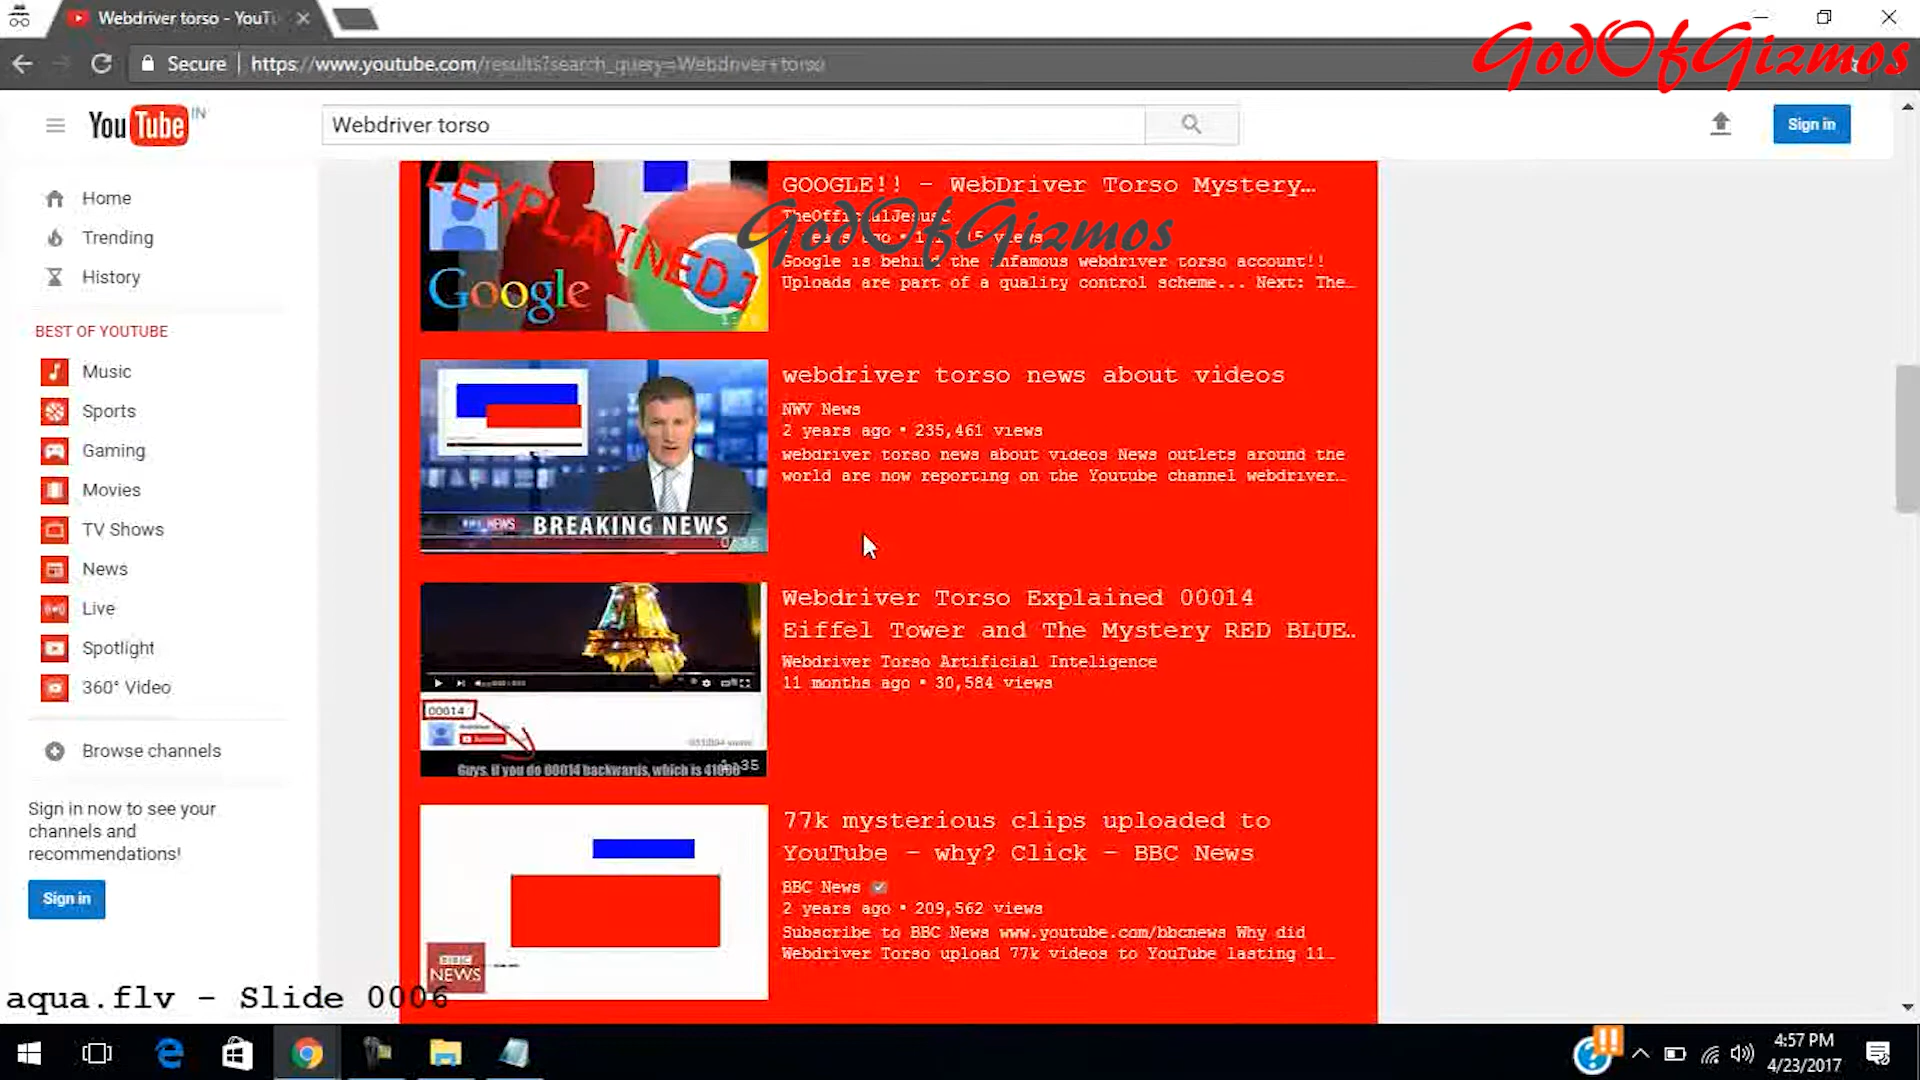 Webdriver torso - YouTu
GodOfGizmos
Secure
https://www.youtube.com/results?search_query=Webdriver+torso
YouTube IN
Webdriver torso
Sign in
Home
Trending
History
BEST OF YOUTUBE
Music
Sports
Gaming
Movies
TV Shows
News
Live
Spotlight
360° Video
Browse channels
Sign in now to see your
channels and
recommendations!
Sign in
[EXPLAINED]
Google
GOOGLE!! - WebDriver Torso Mystery...
TheOfficialJesusC
GodOfGizmos
years ago • views
Google is behind the infamous webdriver torso account!!
Uploads are part of a quality control scheme... Next: The...
NEWS BREAKING NEWS
webdriver torso news about videos
NWV News
2 years ago • 235,461 views
webdriver torso news about videos News outlets around the
world are now reporting on the Youtube channel webdriver...
00014
Guys, if you do 00014 backwards, which is 41000
Webdriver Torso Explained 00014
Eiffel Tower and The Mystery RED BLUE..
Webdriver Torso Artificial Inteligence
11 months ago • 30,584 views
BBC
NEWS
77k mysterious clips uploaded to
YouTube - why? Click - BBC News
BBC News
2 years ago • 209,562 views
Subscribe to BBC News www.youtube.com/bbcnews Why did
Webdriver Torso upload 77k videos to YouTube lasting 11...
aqua.flv - Slide 0006
4:57 PM
4/23/2017